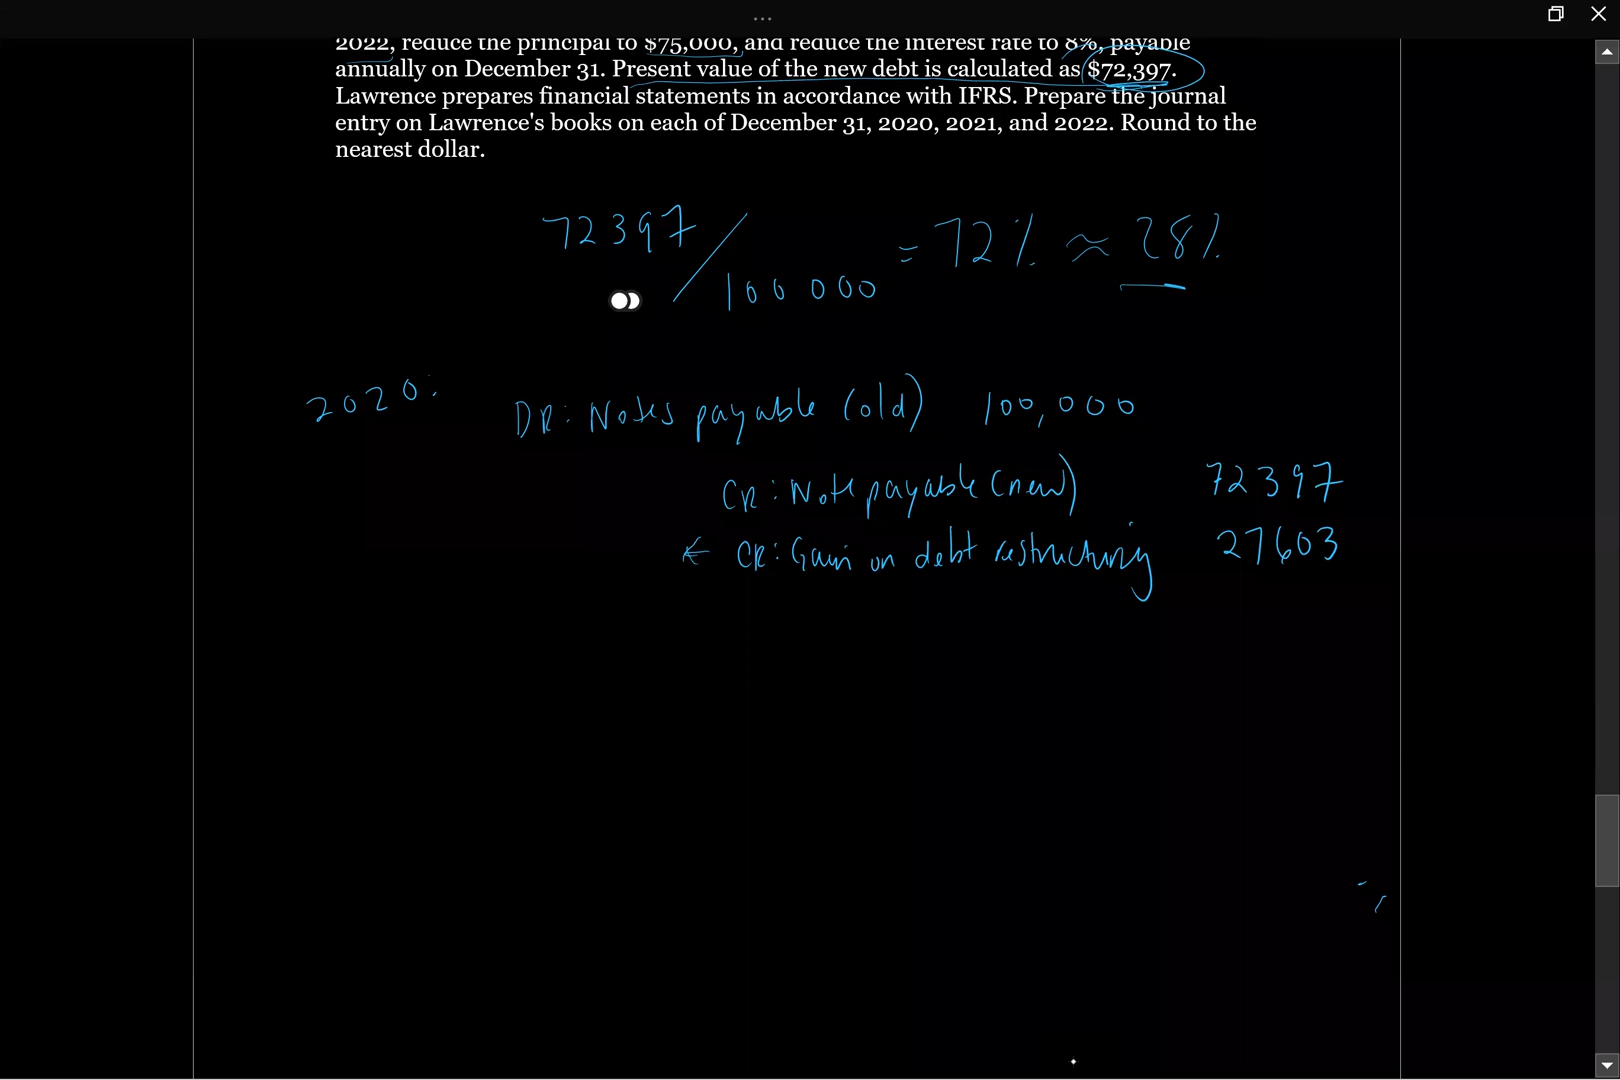 2022, reduce the principal to $75,000, and reduce the interest rate to 8%, payable
annually on December 31. Present value of the new debt is calculated as $72,397.
Lawrence prepares financial statements in accordance with IFRS. Prepare the journal
entry on Lawrence's books on each of December 31, 2020, 2021, and 2022. Round to the
nearest dollar.
72397/100 000 = 72% ≈ 28%
2020: DR: Notes payable (old) 100,000
CR: Note payable (new) 72397
← CR: Gain on debt restructuring 27603